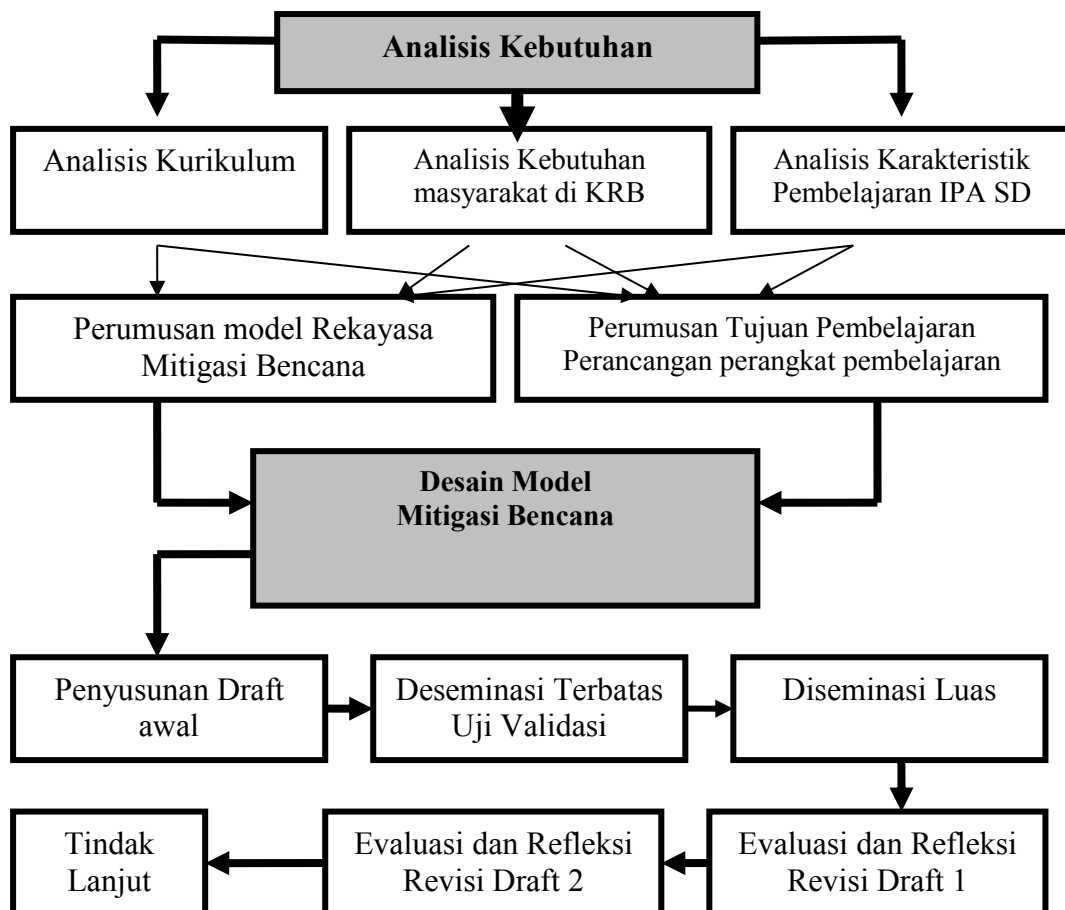 Analisis Kebutuhan
Analisis Kurikulum
Analisis Kebutuhan
masyarakat di KRB
Analisis Karakteristik
Pembelajaran IPA SD
Perumusan model Rekayasa
Mitigasi Bencana
Perumusan Tujuan Pembelajaran
Perancangan perangkat pembelajaran
Desain Model
Mitigasi Bencana
Penyusunan Draft
awal
Deseminasi Terbatas
Uji Validasi
Diseminasi Luas
Tindak
Lanjut
Evaluasi dan Refleksi
Revisi Draft 2
Evaluasi dan Refleksi
Revisi Draft 1